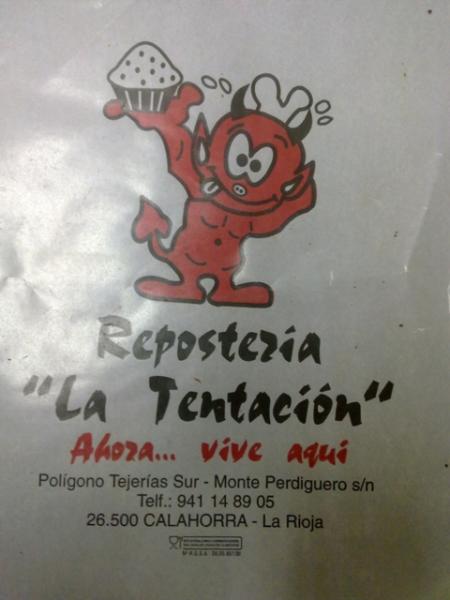 Repostería
"La Tentación"
Ahora... vive aquí
Polígono Tejerías Sur - Monte Perdiguero s/n
Telf.: 941 14 89 05
26.500 CALAHORRA - La Rioja